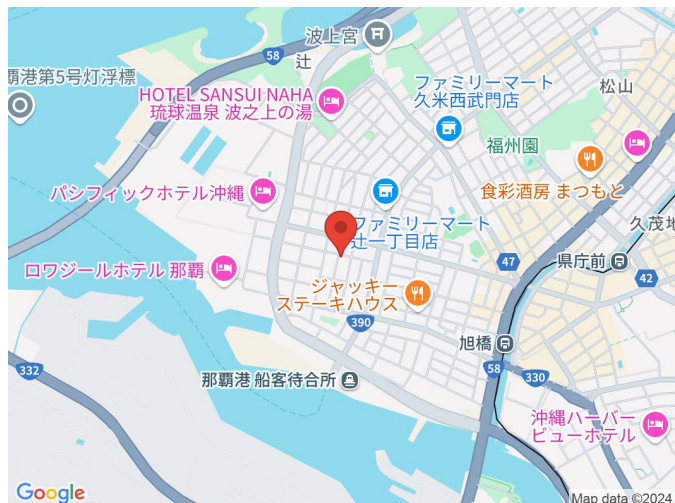 波上宮
58
辻
覇港第5号灯浮標
ファミリーマート
久米西武門店
松山
HOTEL SANSUI NAHA
琉球温泉 波之上の湯
福州園
食彩酒房 まつもと
パシフィックホテル沖縄
ファミリーマート
辻一丁目店
久茂地
ロワジールホテル 那覇
47
県庁前
42
ジャッキー
ステーキハウス
390
旭橋
332
那覇港 船客待合所
58
330
沖縄ハーバー
ビューホテル
Google
Map data ©2024